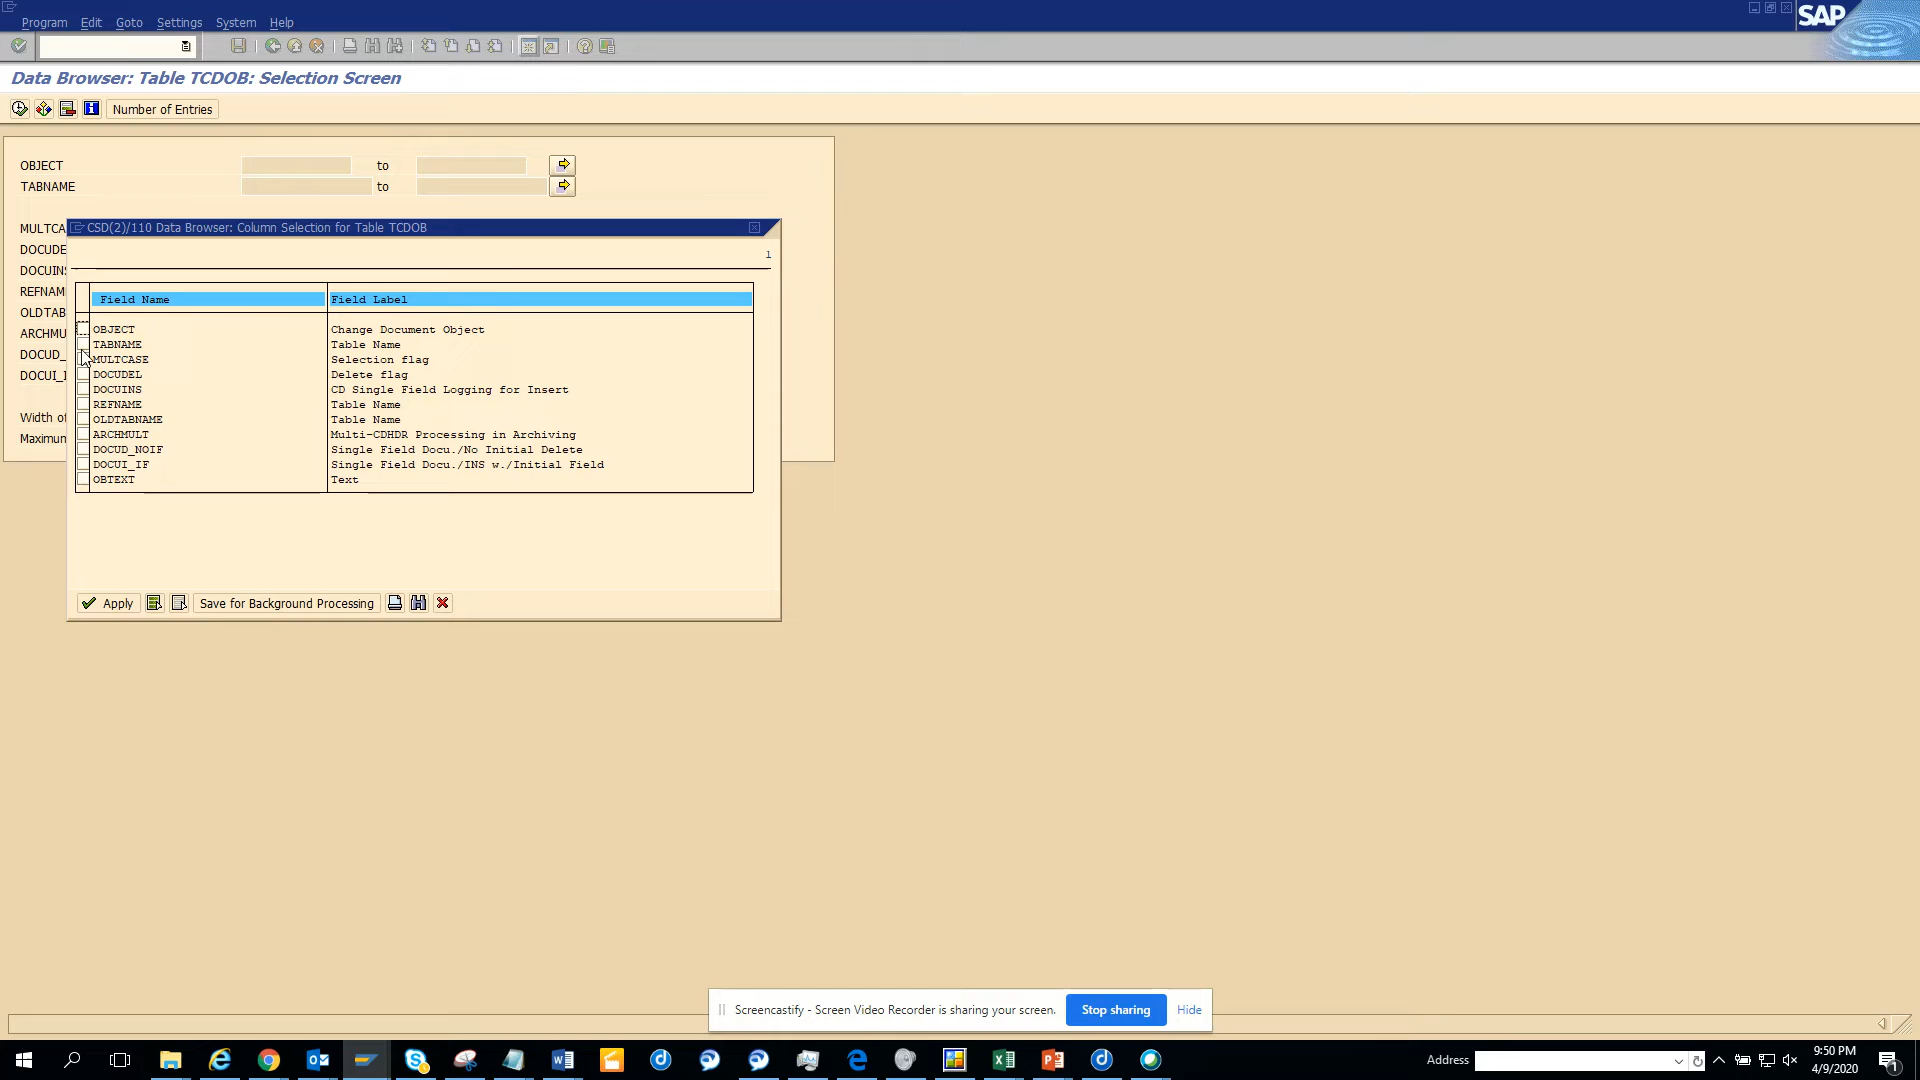 Program Edit Goto Settings System Help
SAP
Data Browser: Table TCDOB: Selection Screen
Number of Entries
OBJECT to
TABNAME to
MULTCA
DOCUDE
DOCUIN
REFNAM
OLDTAB
ARCHMU
DOCUD_
DOCUI_I
Width of
Maximum
CSD(2)/110 Data Browser: Column Selection for Table TCDOB
1
Field Name Field Label
OBJECT Change Document Object
TABNAME Table Name
MULTCASE Selection flag
DOCUDEL Delete flag
DOCUINS CD Single Field Logging for Insert
REFNAME Table Name
OLDTABNAME Table Name
ARCHMULT Multi-CDHDR Processing in Archiving
DOCUD_NOIF Single Field Docu./No Initial Delete
DOCUI_IF Single Field Docu./INS w./Initial Field
OBTEXT Text
Apply Save for Background Processing
Screencastify - Screen Video Recorder is sharing your screen. Stop sharing Hide
Address
9:50 PM
4/9/2020
1